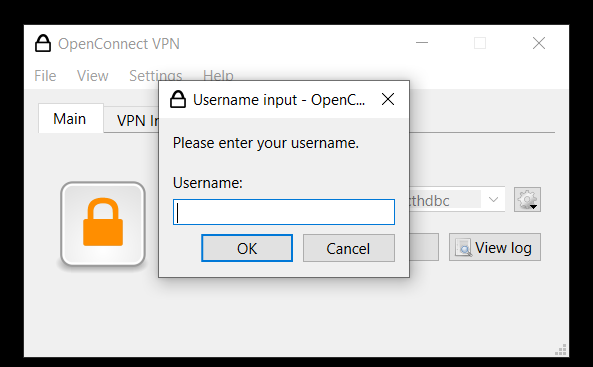 OpenConnect VPN
File View Settings Help
Username input - OpenC...
Main
VPN In
Please enter your username.
Username:
thdbc
OK
Cancel
View log